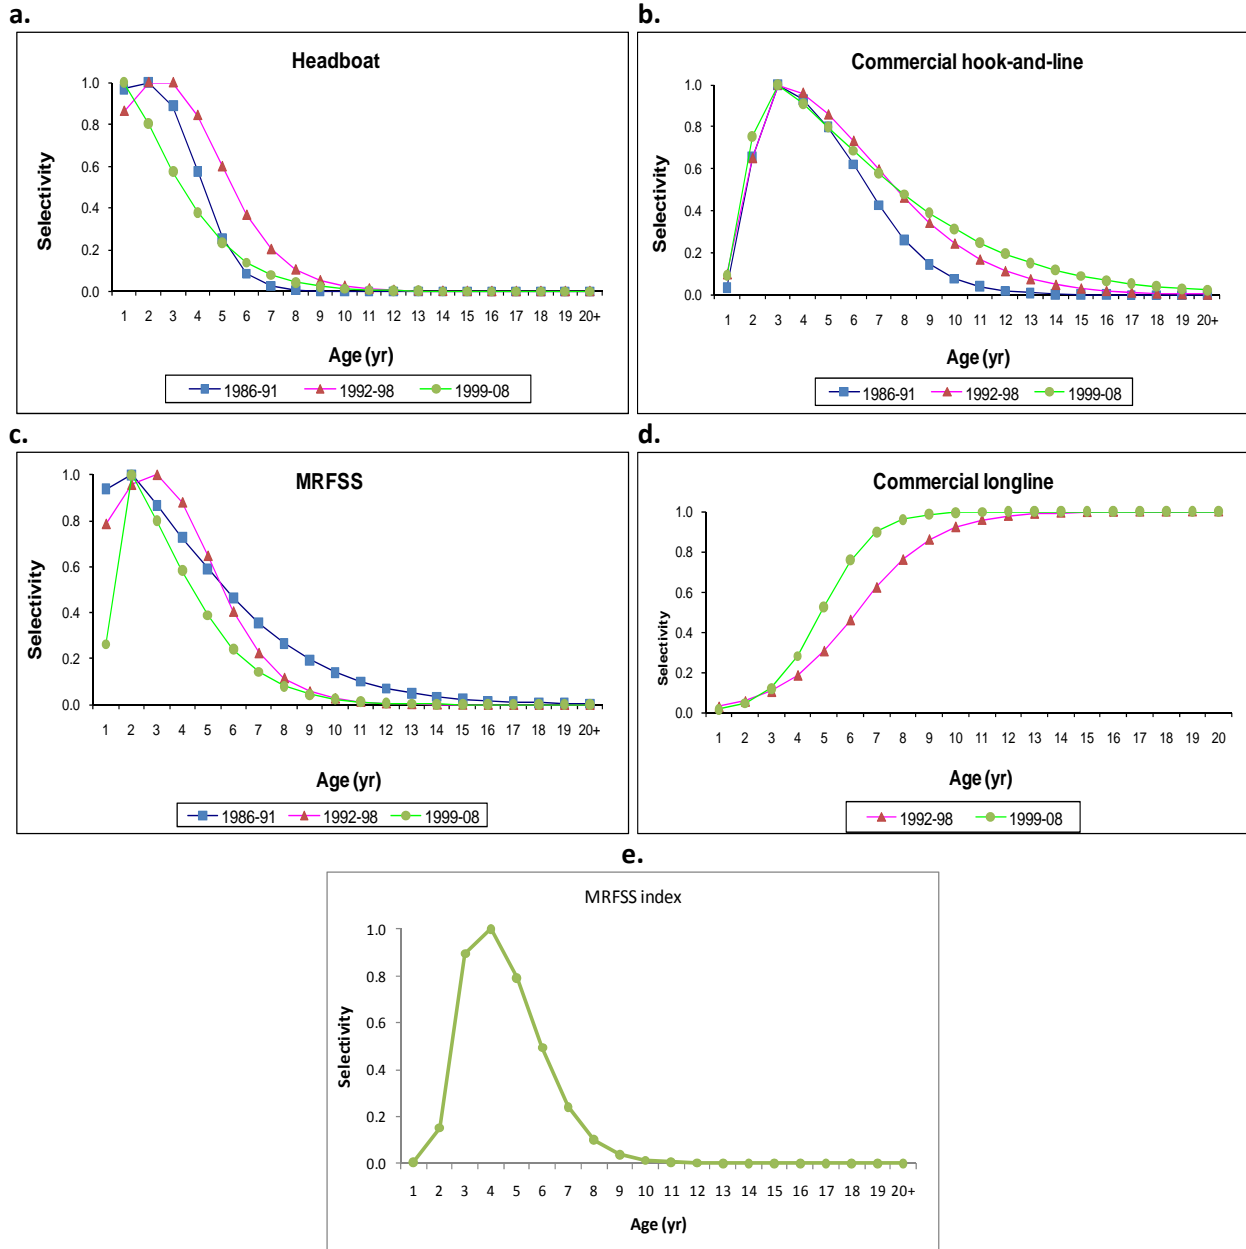 a.
Headboat
1.0
0.8
0.6
0.4
0.2
0.0
Selectivity
1 2 3 4 5 6 7 8 9 10 11 12 13 14 15 16 17 18 19 20+
Age (yr)
1986-91 1992-98 1999-08
b.
Commercial hook-and-line
1.0
0.8
0.6
0.4
0.2
0.0
Selectivity
1 2 3 4 5 6 7 8 9 10 11 12 13 14 15 16 17 18 19 20+
Age (yr)
1986-91 1992-98 1999-08
c.
MRFSS
1.0
0.8
0.6
0.4
0.2
0.0
Selectivity
1 2 3 4 5 6 7 8 9 10 11 12 13 14 15 16 17 18 19 20+
Age (yr)
1986-91 1992-98 1999-08
d.
Commercial longline
1.0
0.8
0.6
0.4
0.2
0.0
Selectivity
1 2 3 4 5 6 7 8 9 10 11 12 13 14 15 16 17 18 19 20
Age (yr)
1992-98 1999-08
e.
MRFSS index
1.0
0.8
0.6
0.4
0.2
0.0
Selectivity
1 2 3 4 5 6 7 8 9 10 11 12 13 14 15 16 17 18 19 20+
Age (yr)